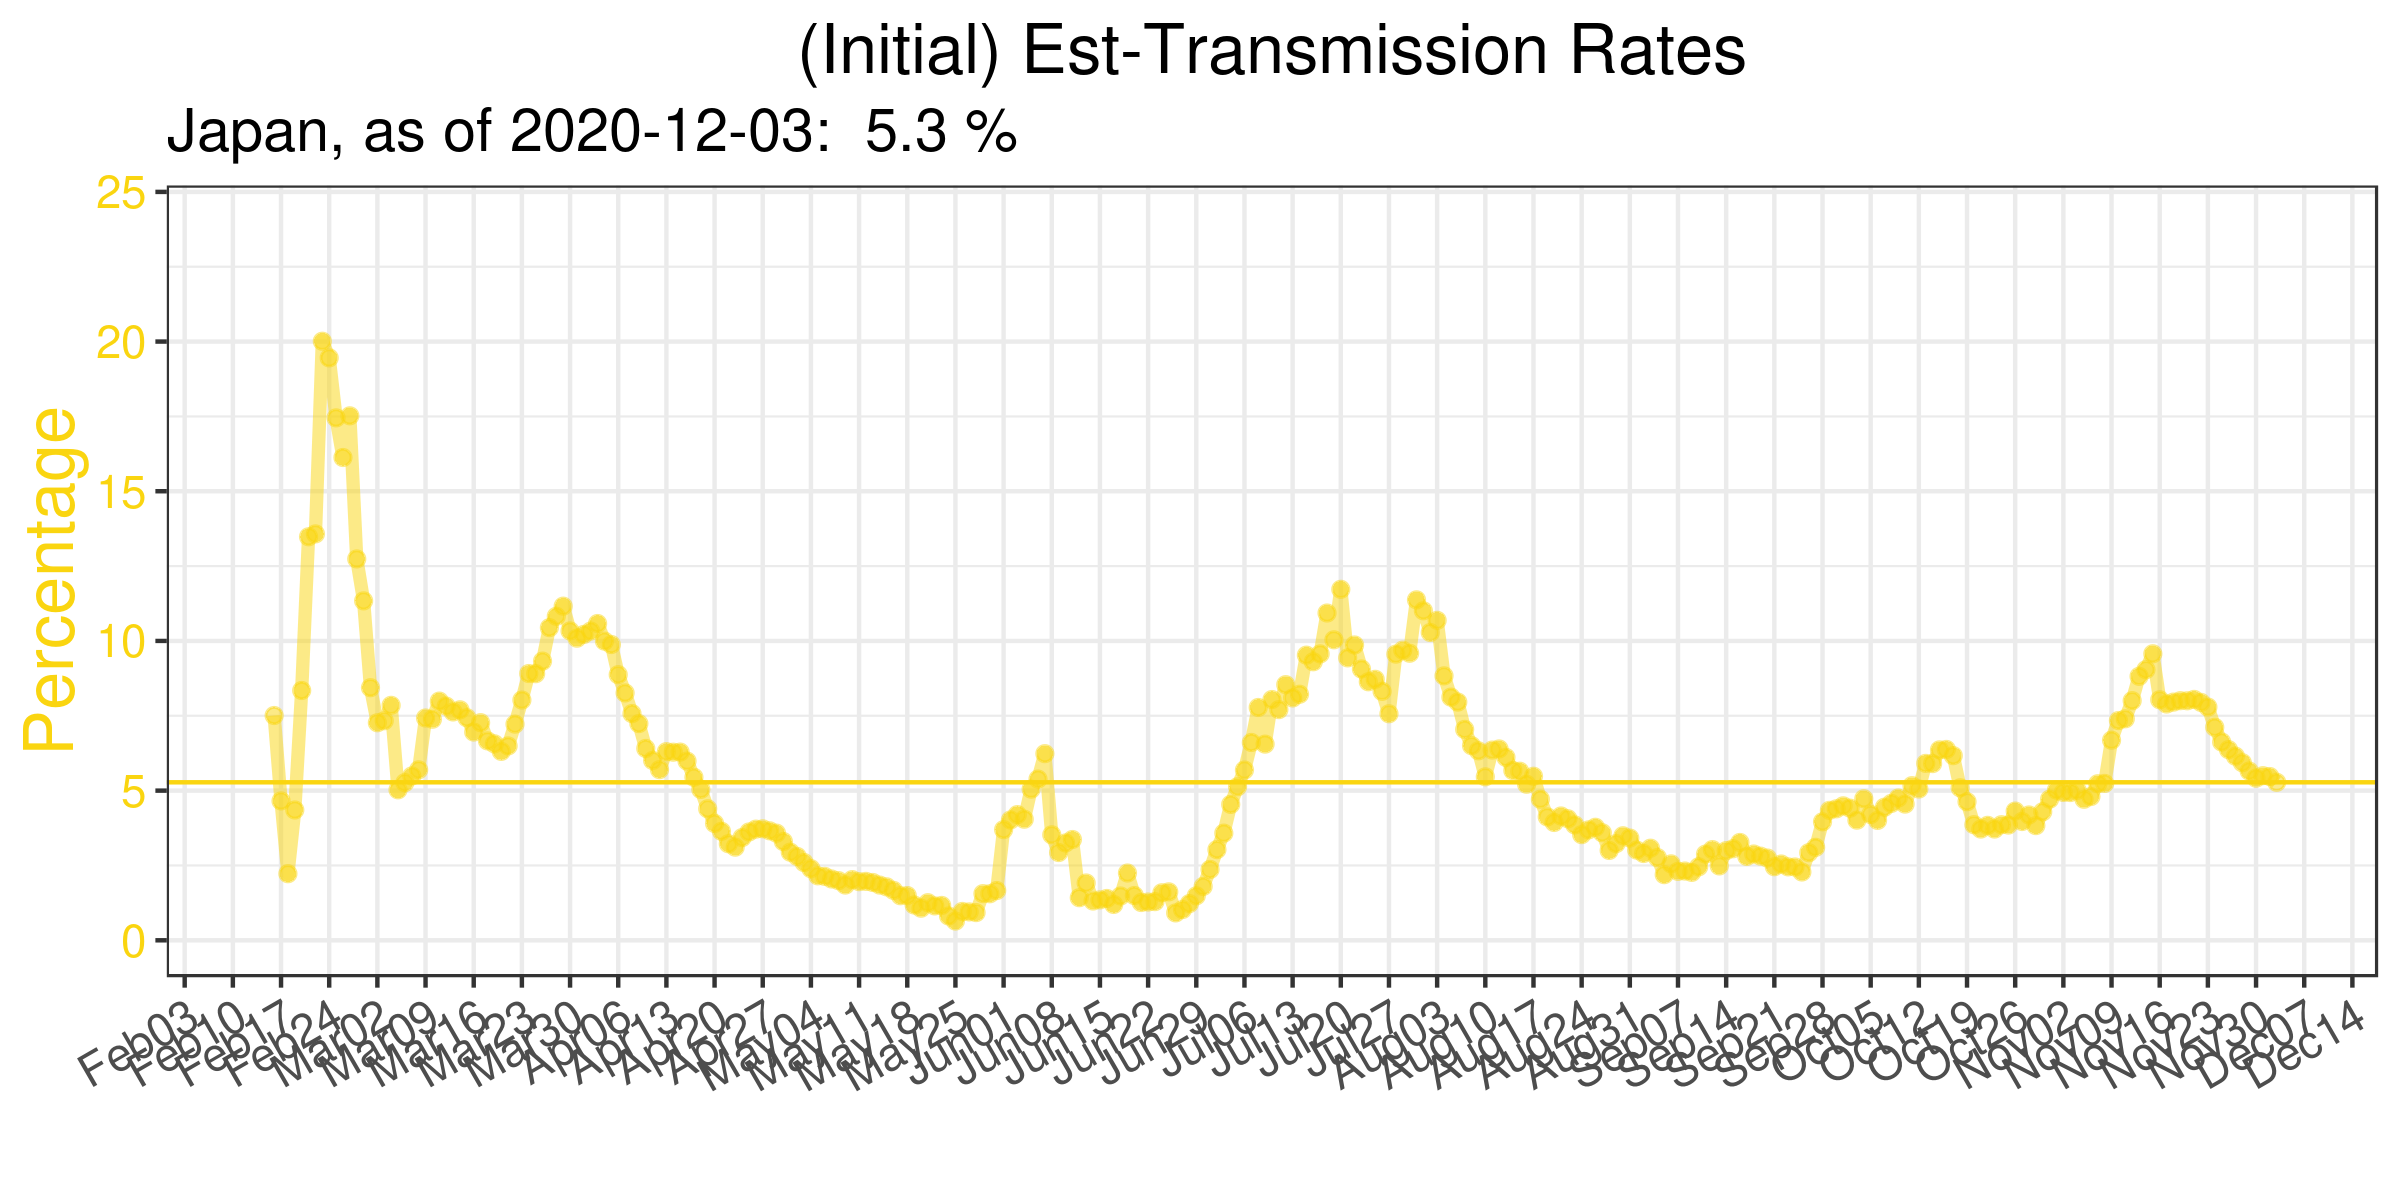 (Initial) Est-Transmission Rates
Japan, as of 2020-12-03:  5.3 %
Percentage
25
20
15
10
5
0
Feb03
Feb10
Feb17
Feb24
Mar02
Mar09
Mar16
Mar23
Mar30
Apr06
Apr13
Apr20
Apr27
May04
May11
May18
May25
Jun01
Jun08
Jun15
Jun22
Jun29
Jul06
Jul13
Jul20
Jul27
Aug03
Aug10
Aug17
Aug24
Aug31
Sep07
Sep14
Sep21
Sep28
Oct05
Oct12
Oct19
Oct26
Nov02
Nov09
Nov16
Nov23
Nov30
Dec07
Dec14